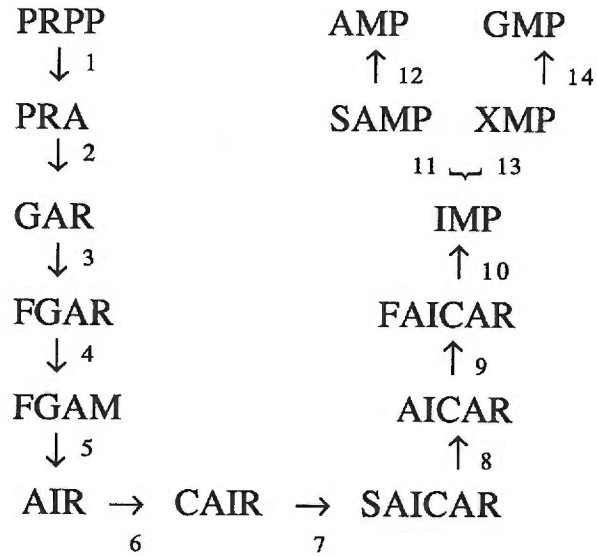 PRPP AMP GMP
↓ 1 ↑ 12 ↑ 14
PRA SAMP XMP
↓ 2 11 ⏟ 13
GAR IMP
↓ 3 ↑ 10
FGAR FAICAR
↓ 4 ↑ 9
FGAM AICAR
↓ 5 ↑ 8
AIR → CAIR → SAICAR
6 7